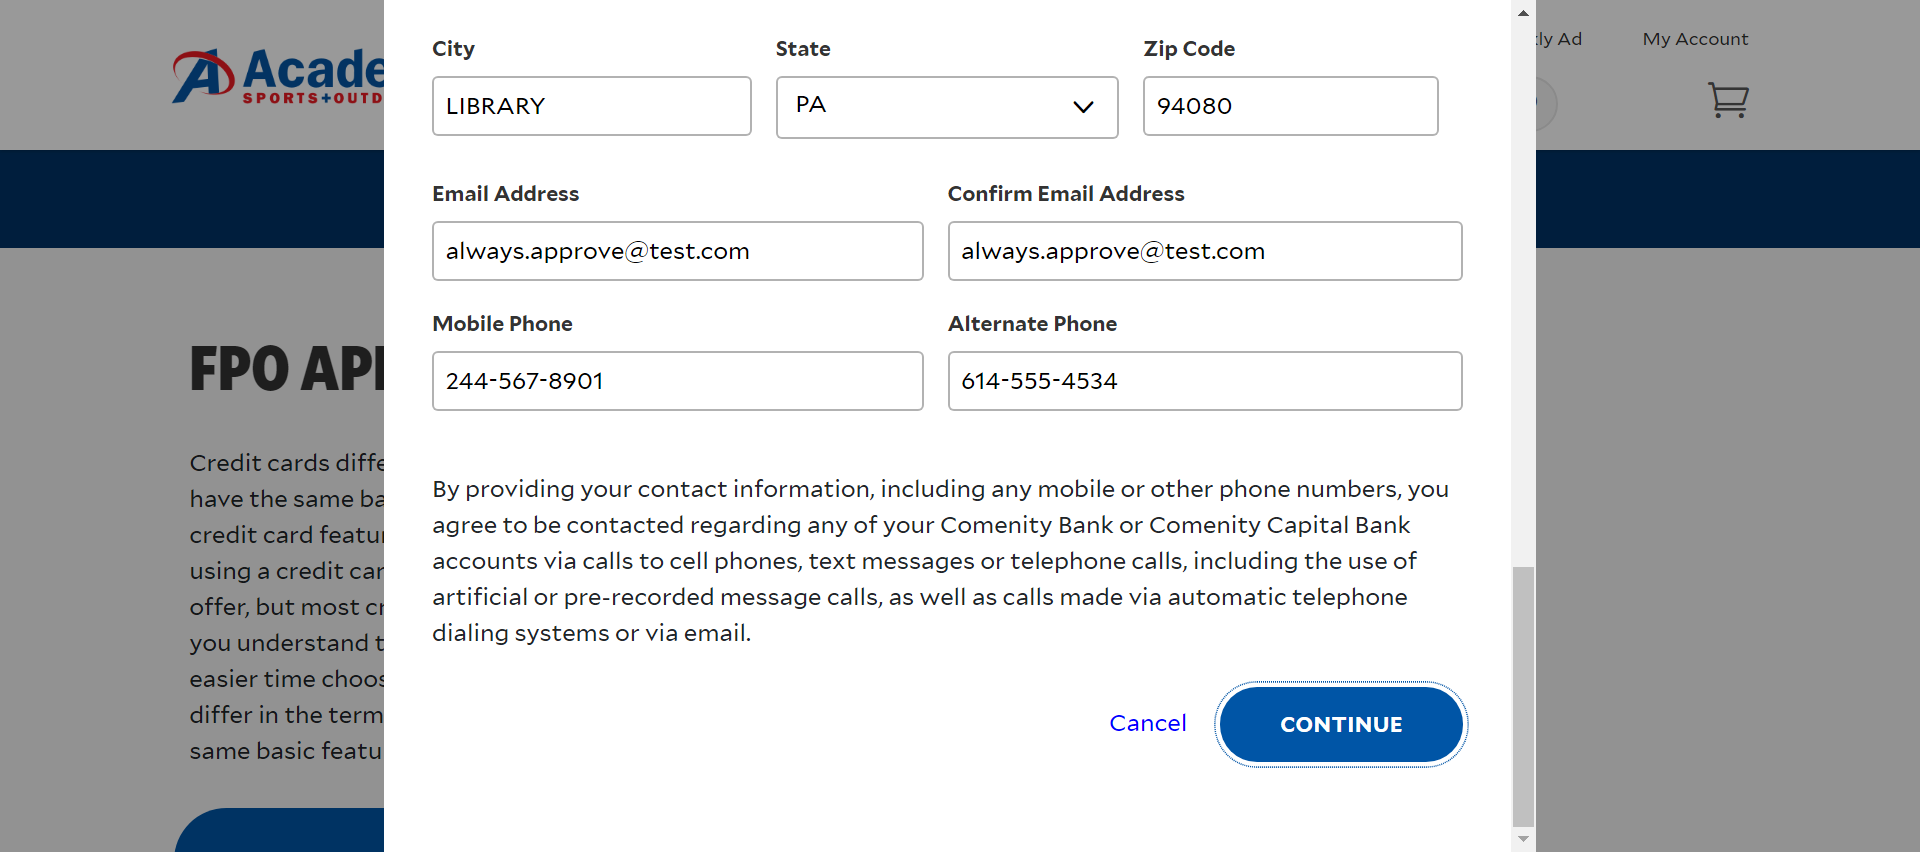 Acade
SPORTS+OUTD
kly Ad
My Account
City
State
Zip Code
LIBRARY
PA
94080
Email Address
Confirm Email Address
always.approve@test.com
always.approve@test.com
Mobile Phone
Alternate Phone
244-567-8901
614-555-4534
By providing your contact information, including any mobile or other phone numbers, you
agree to be contacted regarding any of your Comenity Bank or Comenity Capital Bank
accounts via calls to cell phones, text messages or telephone calls, including the use of
artificial or pre-recorded message calls, as well as calls made via automatic telephone
dialing systems or via email.
Cancel
CONTINUE
FPO AP
Credit cards diffe
have the same ba
credit card featur
using a credit car
offer, but most cr
you understand t
easier time choos
differ in the term
same basic featu